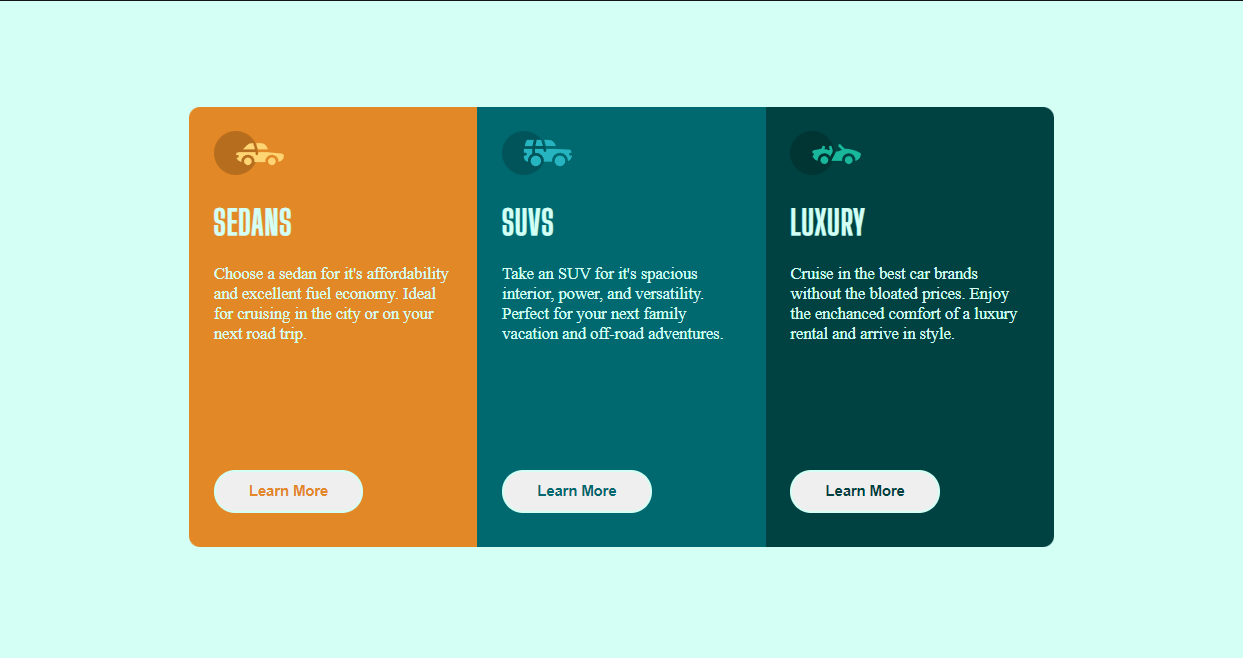 SEDANS
Choose a sedan for it's affordability
and excellent fuel economy. Ideal
for cruising in the city or on your
next road trip.
Learn More
SUVS
Take an SUV for it's spacious
interior, power, and versatility.
Perfect for your next family
vacation and off-road adventures.
Learn More
LUXURY
Cruise in the best car brands
without the bloated prices. Enjoy
the enchanced comfort of a luxury
rental and arrive in style.
Learn More